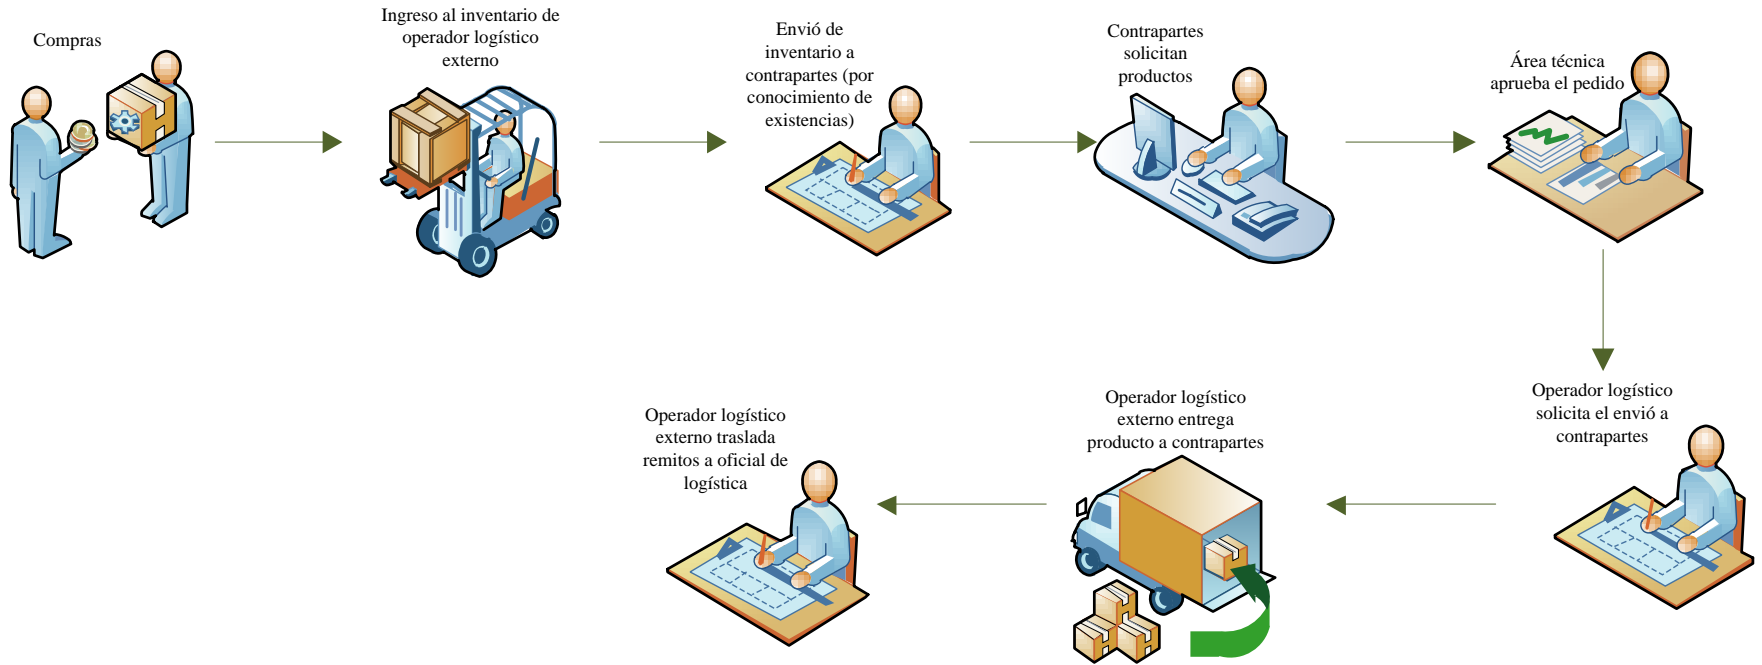 Compras
Ingreso al inventario de
operador logístico
externo
Envió de
inventario a
contrapartes (por
conocimiento de
existencias)
Contrapartes
solicitan
productos
Área técnica
aprueba el pedido
Operador logístico
solicita el envió a
contrapartes
Operador logístico
externo entrega
producto a contrapartes
Operador logístico
externo traslada
remitos a oficial de
logística